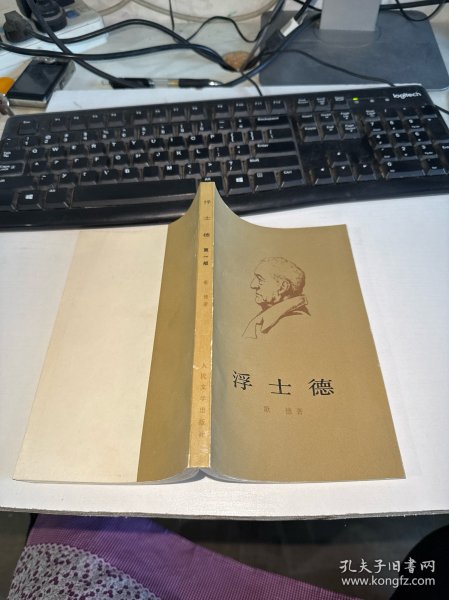 logitech
浮士德 第一部
歌德著
人民文学出版社
浮士德
歌德著
孔夫子旧书网
www.kongfz.com